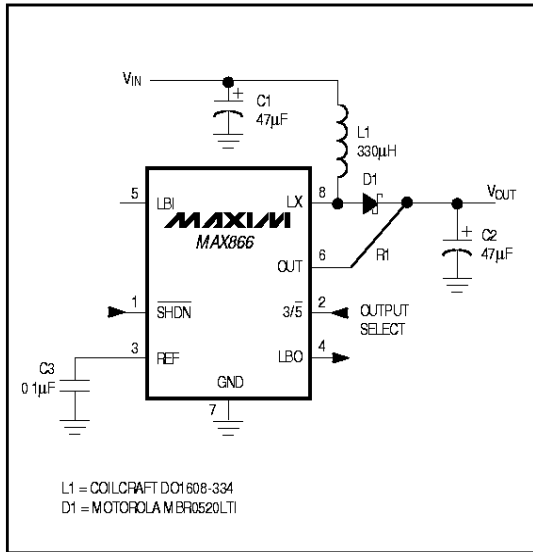 VIN
C1
47µF
L1
330µH
D1
VOUT
5
LBI
LX
8
MAXIM
MAX866
C2
47µF
OUT
6
R1
1
SHDN
3/5
2
OUTPUT
SELECT
3
REF
LBO
4
C3
0 1µF
GND
7
L1 = COILCRAFT DO1608-334
D1 = MOTOROLA MBR0520LTI